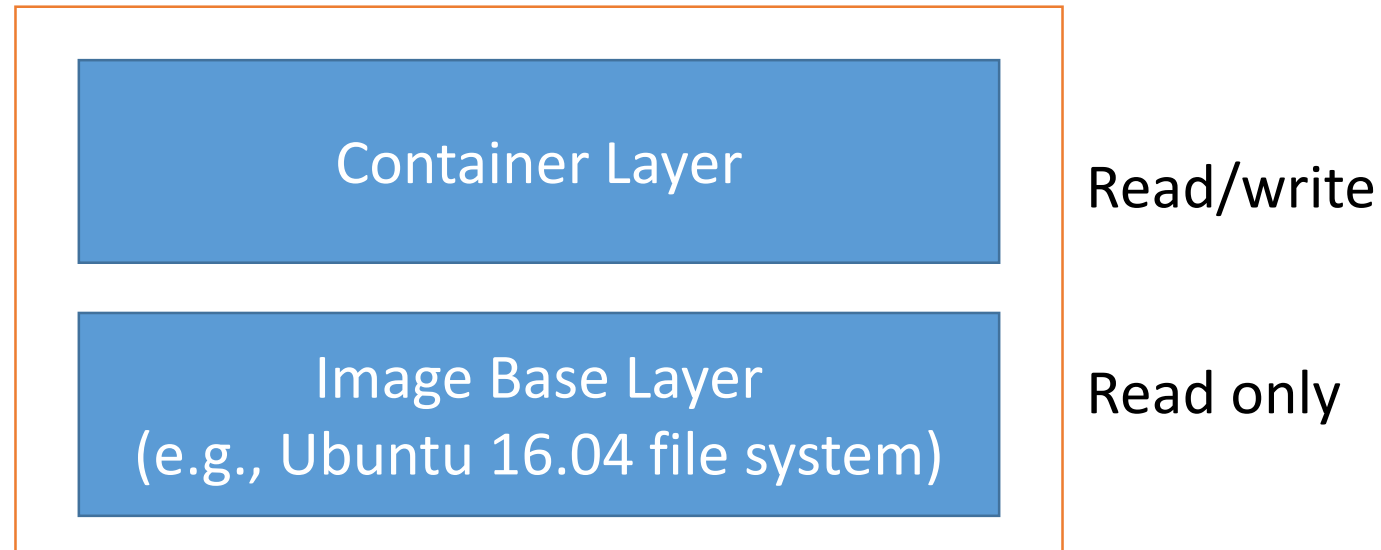 Container Layer
Read/write
Image Base Layer
(e.g., Ubuntu 16.04 file system)
Read only